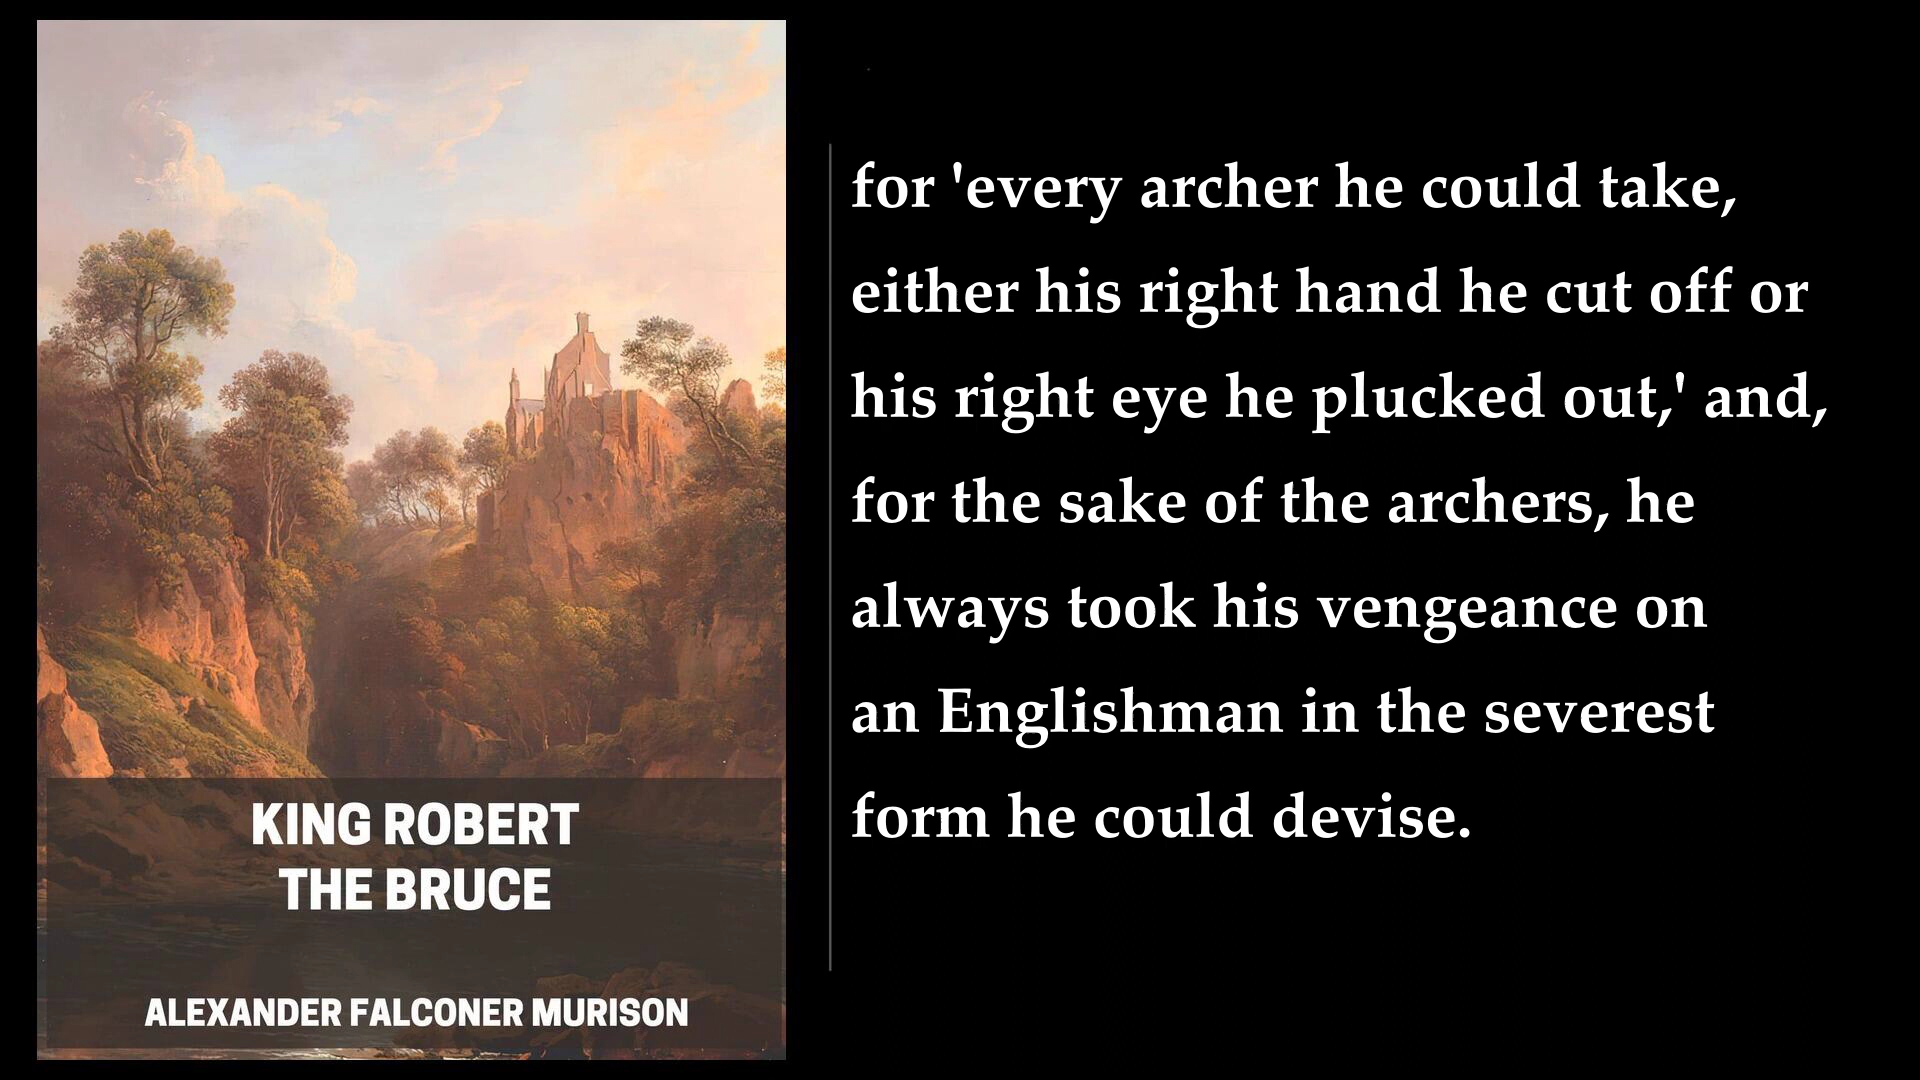 KING ROBERT
THE BRUCE
ALEXANDER FALCONER MURISON
for 'every archer he could take,
either his right hand he cut off or
his right eye he plucked out,' and,
for the sake of the archers, he
always took his vengeance on
an Englishman in the severest
form he could devise.